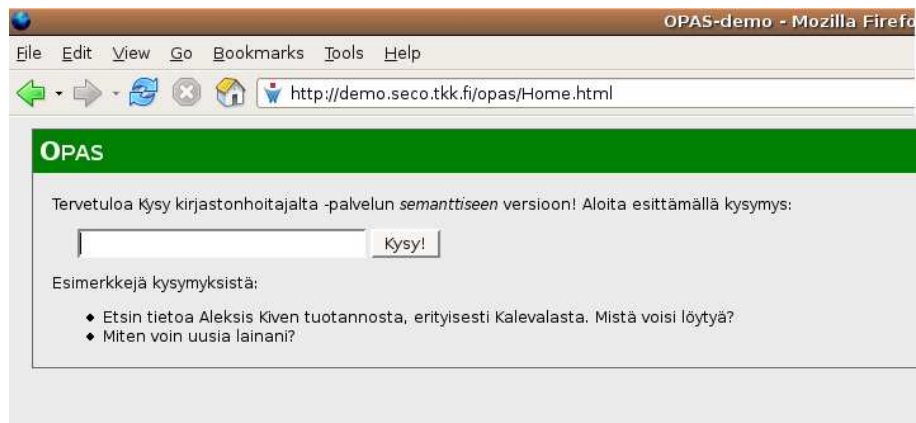 OPAS-demo - Mozilla Firefo
File Edit View Go Bookmarks Tools Help
http://demo.seco.tkk.fi/opas/Home.html
OPAS
Tervetuloa Kysy kirjastonhoitajalta -palvelun semanttiseen versioon! Aloita esittämällä kysymys:
Kysy!
Esimerkkejä kysymyksistä:
Etsin tietoa Aleksis Kiven tuotannosta, erityisesti Kalevalasta. Mistä voisi löytyä?
Miten voin uusia lainani?